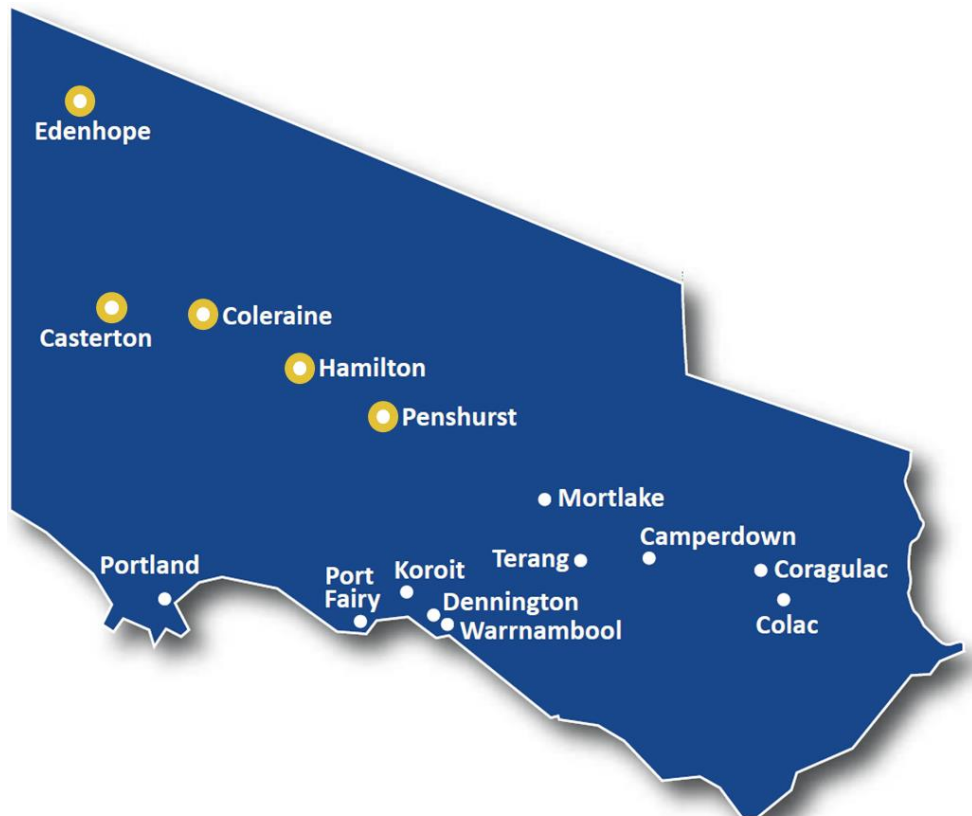 Edenhope
Coleraine
Casterton
Hamilton
Penshurst
Mortlake
Camperdown
Terang
Coragulac
Portland
Koroit
Port
Fairy
Dennington
Warrnambool
Colac